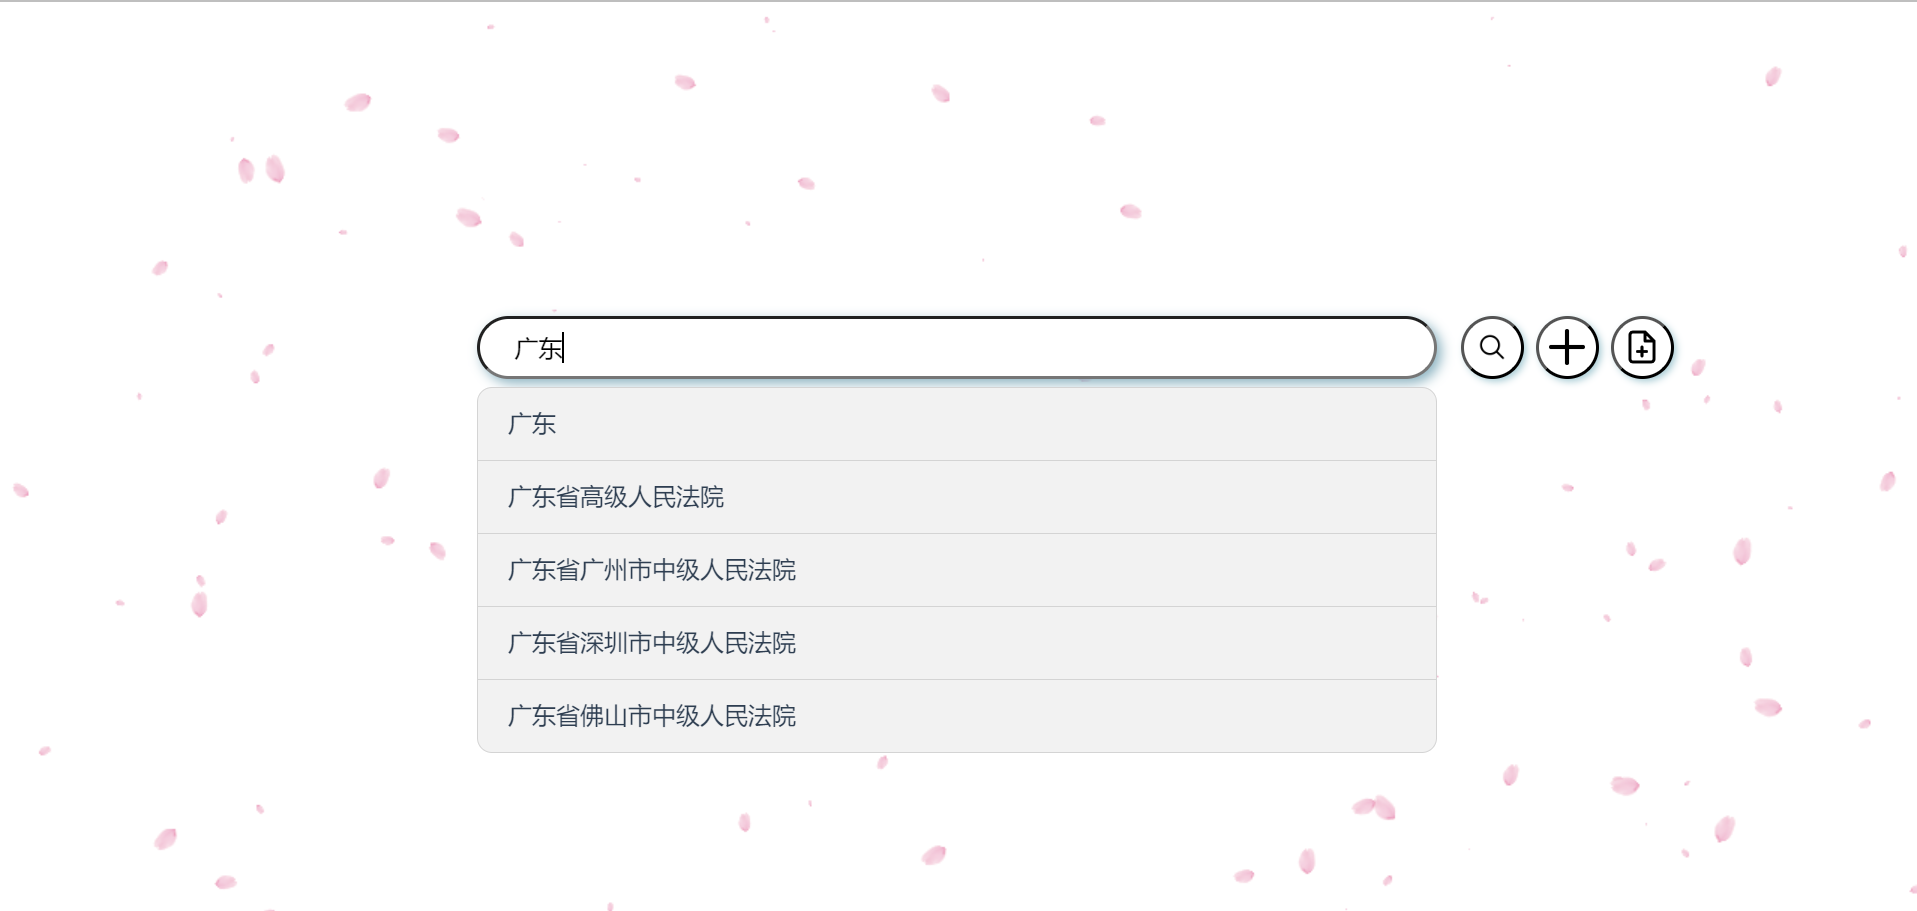 广东
广东
广东省高级人民法院
广东省广州市中级人民法院
广东省深圳市中级人民法院
广东省佛山市中级人民法院